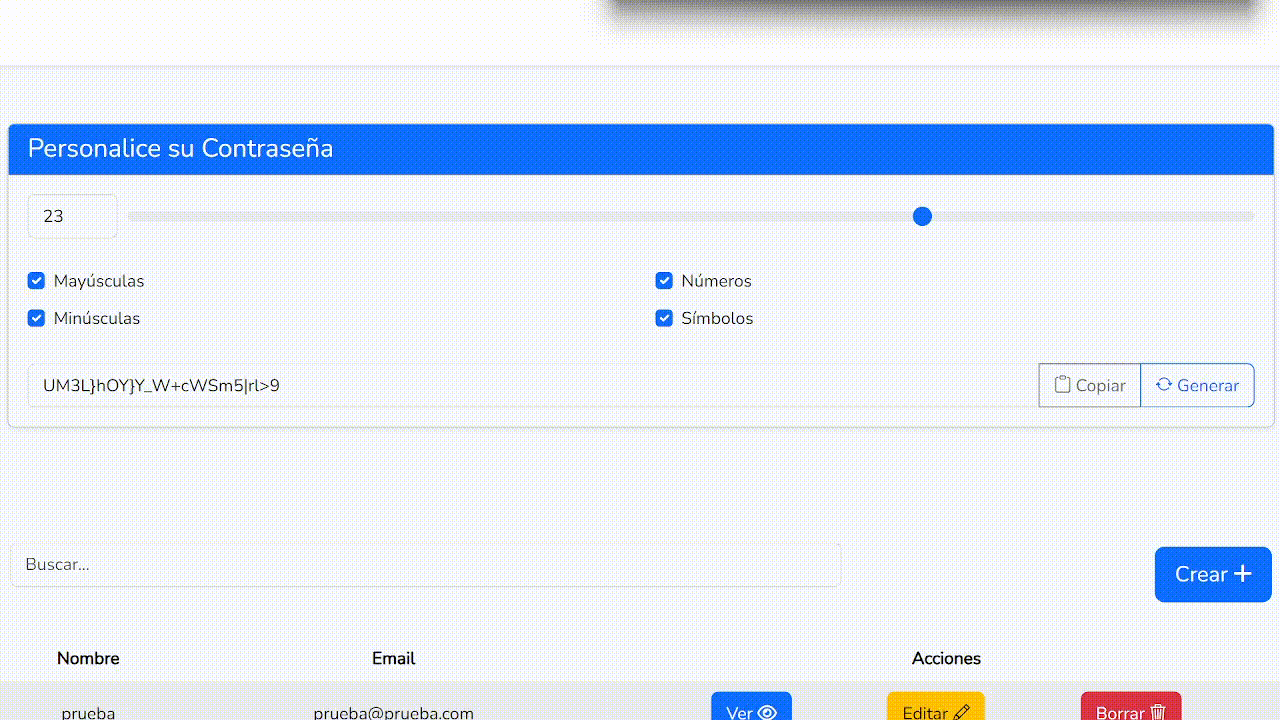 Personalice su Contraseña
23
Mayúsculas Números
Minúsculas Símbolos
UM3L}hOY}Y_W+cWSm5|rl>9 Copiar Generar
Buscar...
Crear
Nombre Email Acciones
prueba prueba@prueba.com Ver Editar Borrar